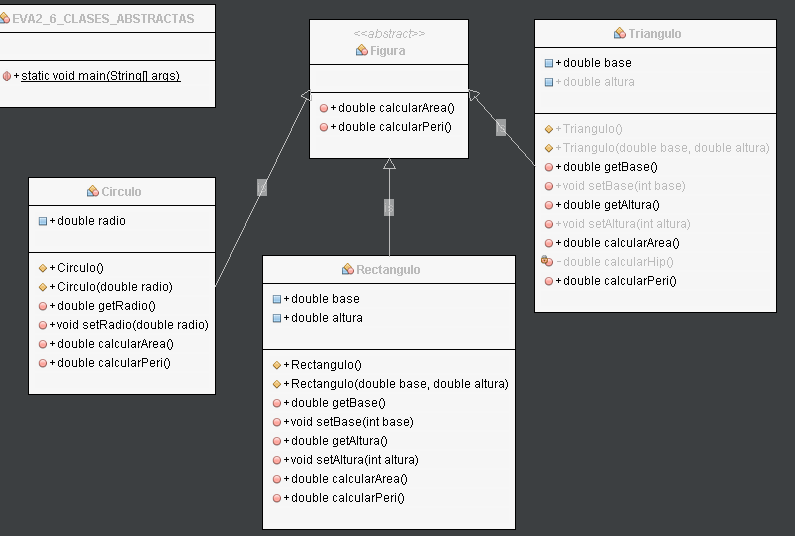 EVA2_6_CLASES_ABSTRACTAS
+ static void main(String[] args)
<<abstract>>
Figura
+ double calcularArea()
+ double calcularPeri()
Triangulo
+ double base
+ double altura
+ Triangulo()
+ Triangulo(double base, double altura)
+ double getBase()
+ void setBase(int base)
+ double getAltura()
+ void setAltura(int altura)
+ double calcularArea()
- double calcularHip()
+ double calcularPeri()
Circulo
+ double radio
+ Circulo()
+ Circulo(double radio)
+ double getRadio()
+ void setRadio(double radio)
+ double calcularArea()
+ double calcularPeri()
Rectangulo
+ double base
+ double altura
+ Rectangulo()
+ Rectangulo(double base, double altura)
+ double getBase()
+ void setBase(int base)
+ double getAltura()
+ void setAltura(int altura)
+ double calcularArea()
+ double calcularPeri()